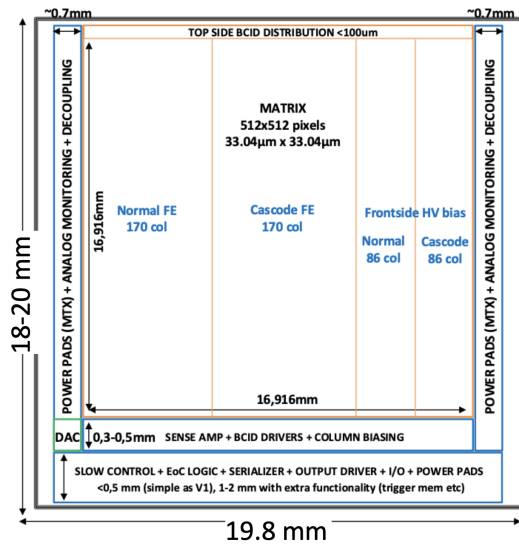 ~0.7mm
~0.7mm
TOP SIDE BCID DISTRIBUTION <100um
POWER PADS (MTX) + ANALOG MONITORING + DECOUPLING
MATRIX
512x512 pixels
33.04µm x 33.04µm
16,916mm
Normal FE
170 col
Cascode FE
170 col
Frontside HV bias
Normal
86 col
Cascode
86 col
POWER PADS (MTX) + ANALOG MONITORING + DECOUPLING
18-20 mm
16,916mm
DAC
0,3-0,5mm
SENSE AMP + BCID DRIVERS + COLUMN BIASING
SLOW CONTROL + EoC LOGIC + SERIALIZER + OUTPUT DRIVER + I/O + POWER PADS
<0,5 mm (simple as V1), 1-2 mm with extra functionality (trigger mem etc)
19.8 mm